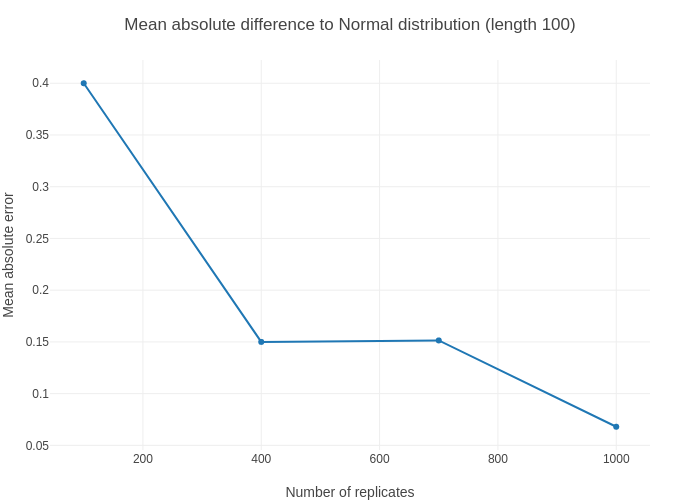 Mean absolute difference to Normal distribution (length 100)
0.4
0.35
0.3
0.25
0.2
0.15
0.1
0.05
Mean absolute error
200 400 600 800 1000
Number of replicates